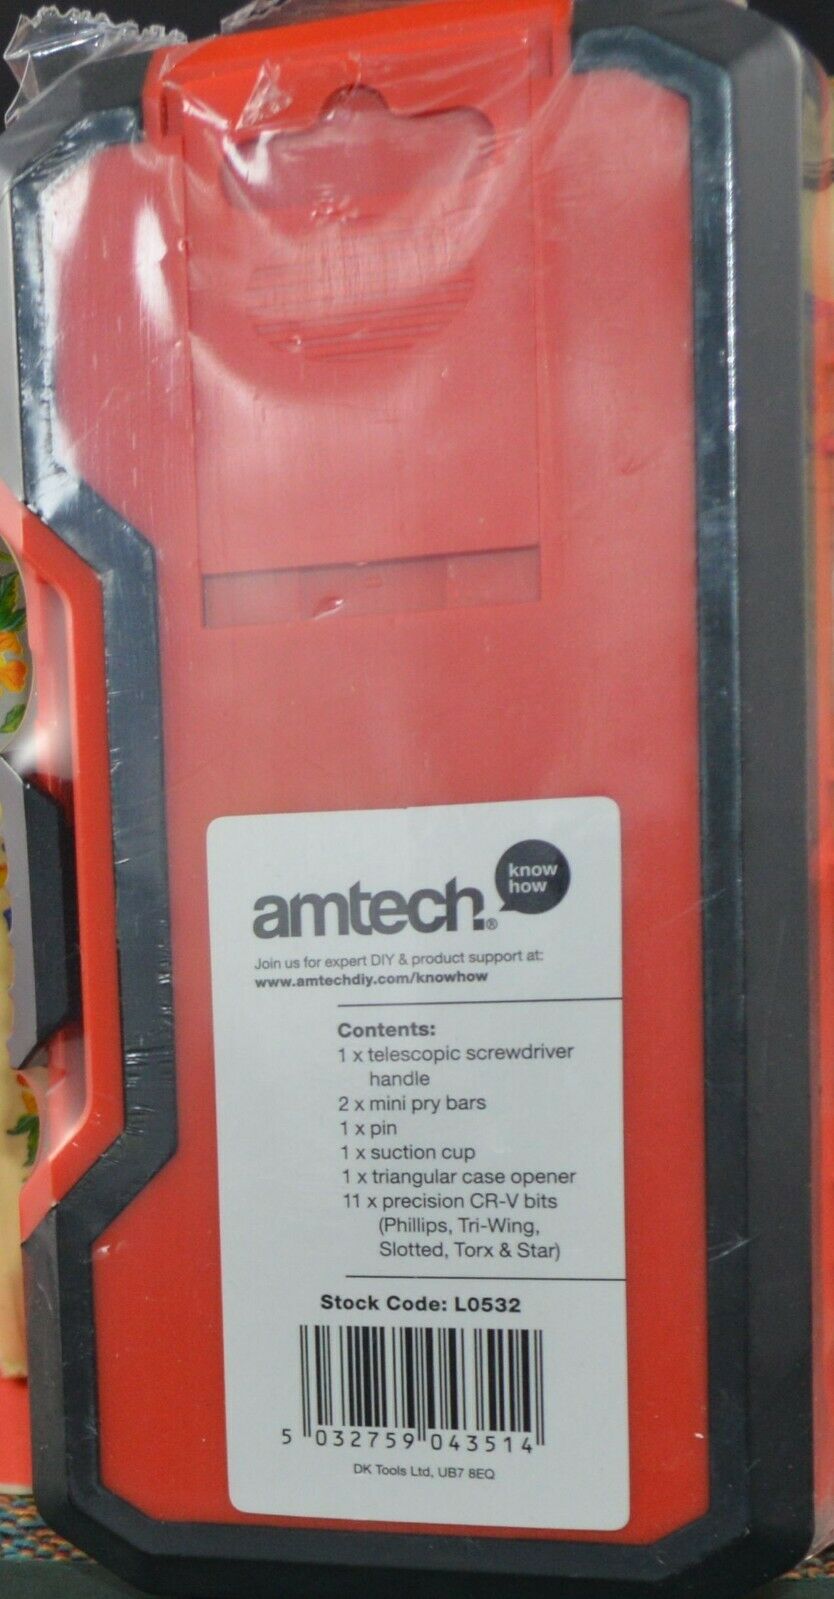 know
how
amtech.®
Join us for expert DIY & product support at:
www.amtechdiy.com/knowhow
Contents:
1 x telescopic screwdriver
handle
2 x mini pry bars
1 x pin
1 x suction cup
1 x triangular case opener
11 x precision CR-V bits
(Phillips, Tri-Wing,
Slotted, Torx & Star)
Stock Code: L0532
5 032759 043514
DK Tools Ltd, UB7 8EQ